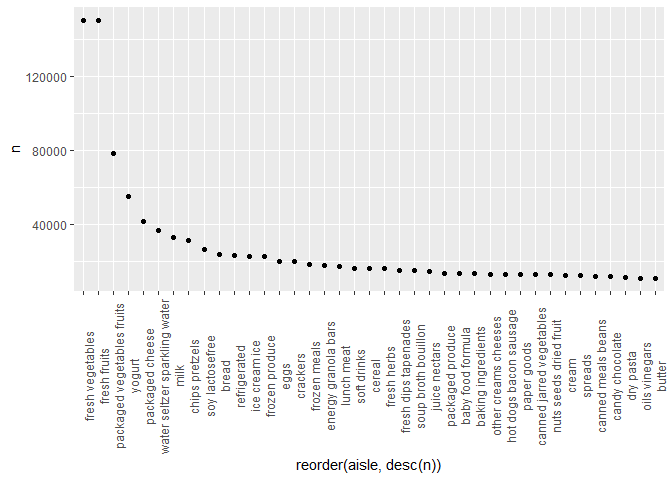 n
120000
80000
40000
fresh vegetables
fresh fruits
packaged vegetables fruits
yogurt
packaged cheese
water seltzer sparkling water
milk
chips pretzels
soy lactosefree
bread
refrigerated
ice cream ice
frozen produce
eggs
crackers
frozen meals
energy granola bars
lunch meat
soft drinks
cereal
fresh herbs
fresh dips tapenades
soup broth bouillon
juice nectars
packaged produce
baby food formula
baking ingredients
other creams cheeses
hot dogs bacon sausage
paper goods
canned jarred vegetables
nuts seeds dried fruit
cream
spreads
canned meals beans
candy chocolate
dry pasta
oils vinegars
butter
reorder(aisle, desc(n))